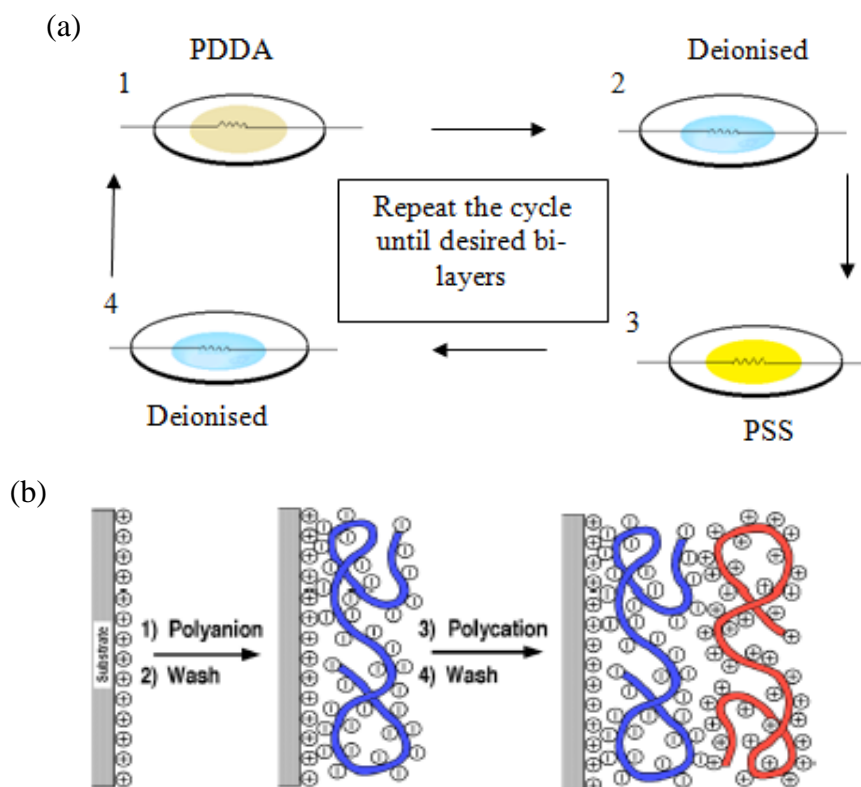 (a)
PDDA
Deionised
1
2
Repeat the cycle
until desired bi-
layers
4
3
Deionised
PSS
(b)
Substrate
1) Polyanion
2) Wash
3) Polycation
4) Wash